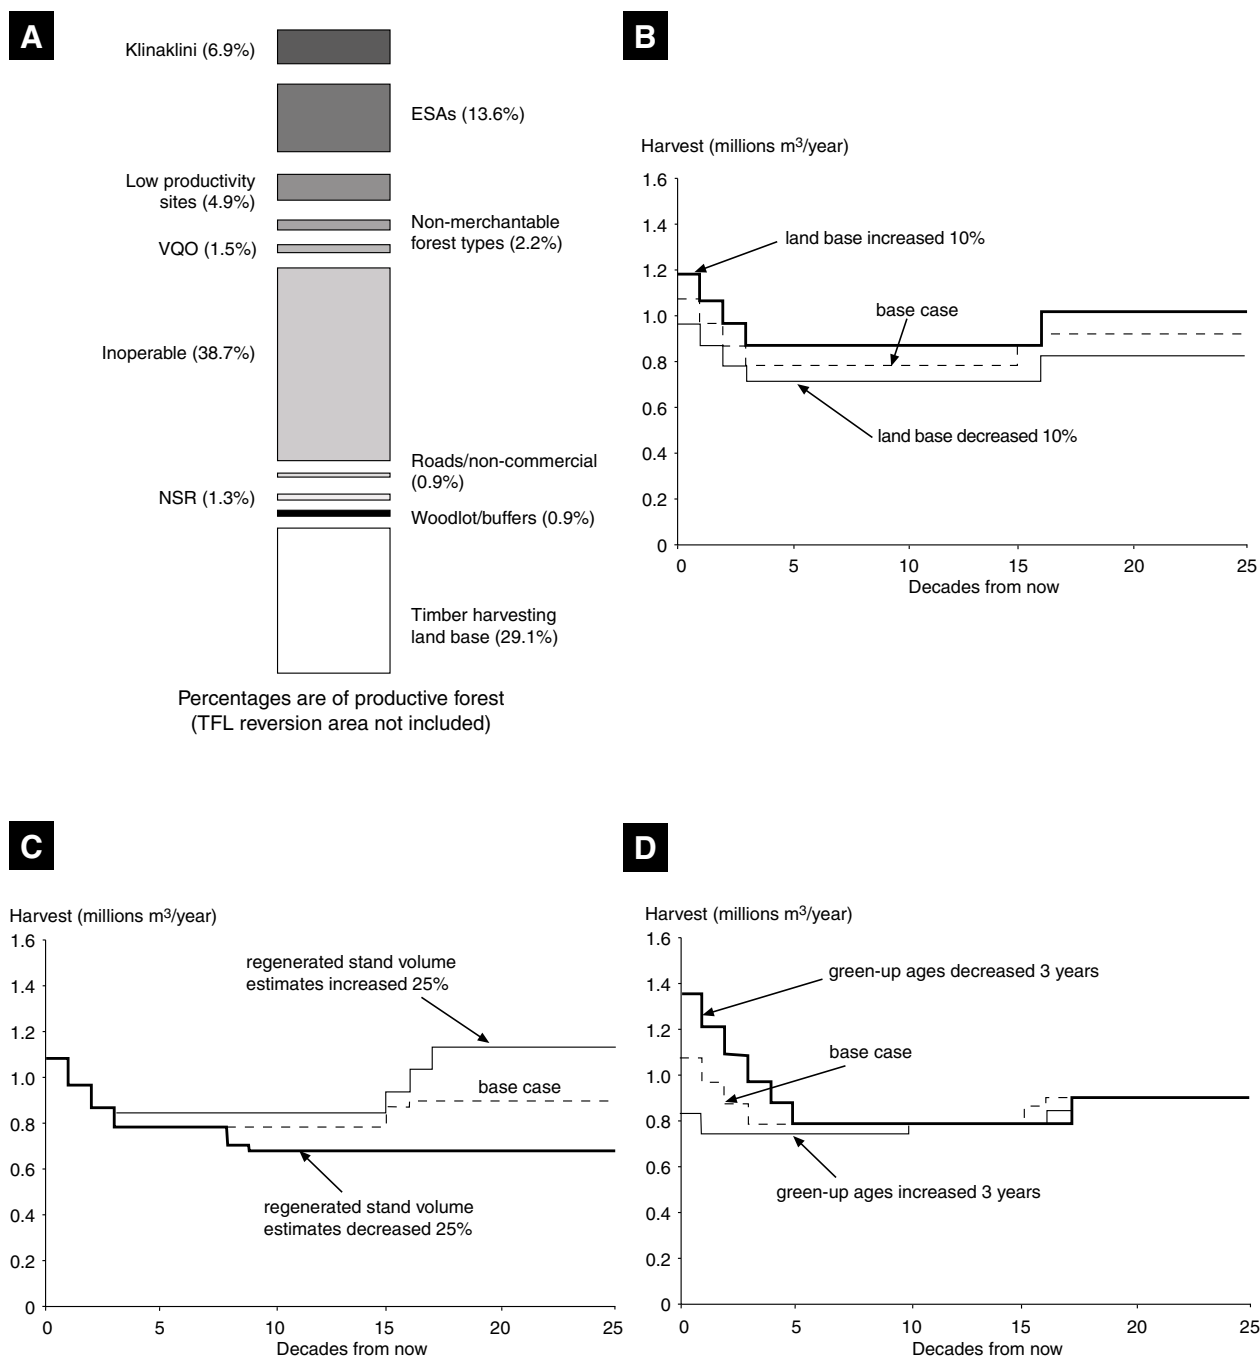 A
Klinaklini (6.9%)
ESAs (13.6%)
Low productivity
sites (4.9%)
Non-merchantable
forest types (2.2%)
VQO (1.5%)
Inoperable (38.7%)
Roads/non-commercial
(0.9%)
NSR (1.3%)
Woodlot/buffers (0.9%)
Timber harvesting
land base (29.1%)
Percentages are of productive forest
(TFL reversion area not included)
B
Harvest (millions m³/year)
1.6
1.4
1.2
1.0
0.8
0.6
0.4
0.2
0
land base increased 10%
base case
land base decreased 10%
0 5 10 15 20 25
Decades from now
C
Harvest (millions m³/year)
1.6
1.4
1.2
1.0
0.8
0.6
0.4
0.2
0
regenerated stand volume
estimates increased 25%
base case
regenerated stand volume
estimates decreased 25%
0 5 10 15 20 25
Decades from now
D
Harvest (millions m³/year)
1.6
1.4
1.2
1.0
0.8
0.6
0.4
0.2
0
green-up ages decreased 3 years
base case
green-up ages increased 3 years
0 5 10 15 20 25
Decades from now